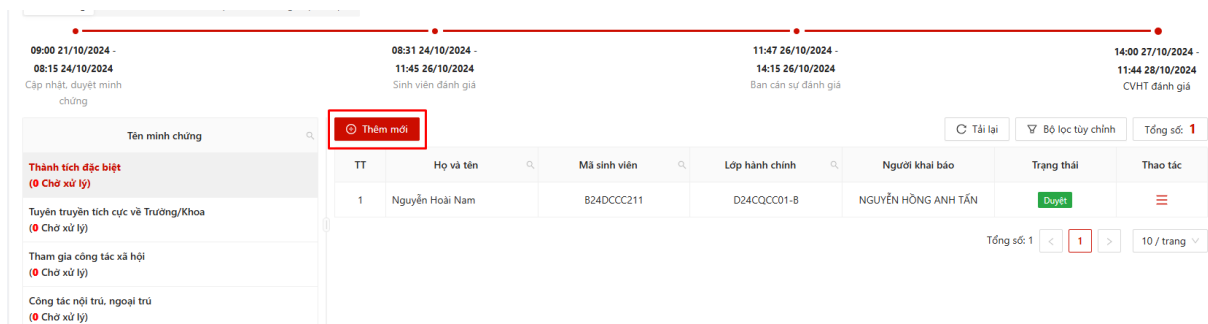 09:00 21/10/2024 -
08:15 24/10/2024
Cập nhật, duyệt minh
chứng
08:31 24/10/2024 -
11:45 26/10/2024
Sinh viên đánh giá
11:47 26/10/2024 -
14:15 26/10/2024
Ban cán sự đánh giá
14:00 27/10/2024 -
11:44 28/10/2024
CVHT đánh giá
Tên minh chứng
Thành tích đặc biệt
(0 Chờ xử lý)
Tuyên truyền tích cực về Trường/Khoa
(0 Chờ xử lý)
Tham gia công tác xã hội
(0 Chờ xử lý)
Công tác nội trú, ngoại trú
(0 Chờ xử lý)
Thêm mới
Tải lại
Bộ lọc tùy chỉnh
Tổng số: 1
TT Họ và tên Mã sinh viên Lớp hành chính Người khai báo Trạng thái Thao tác
1 Nguyễn Hoài Nam B24DCCC211 D24CQCC01-B NGUYỄN HỒNG ANH TẤN Duyệt
Tổng số: 1 < 1 > 10 / trang